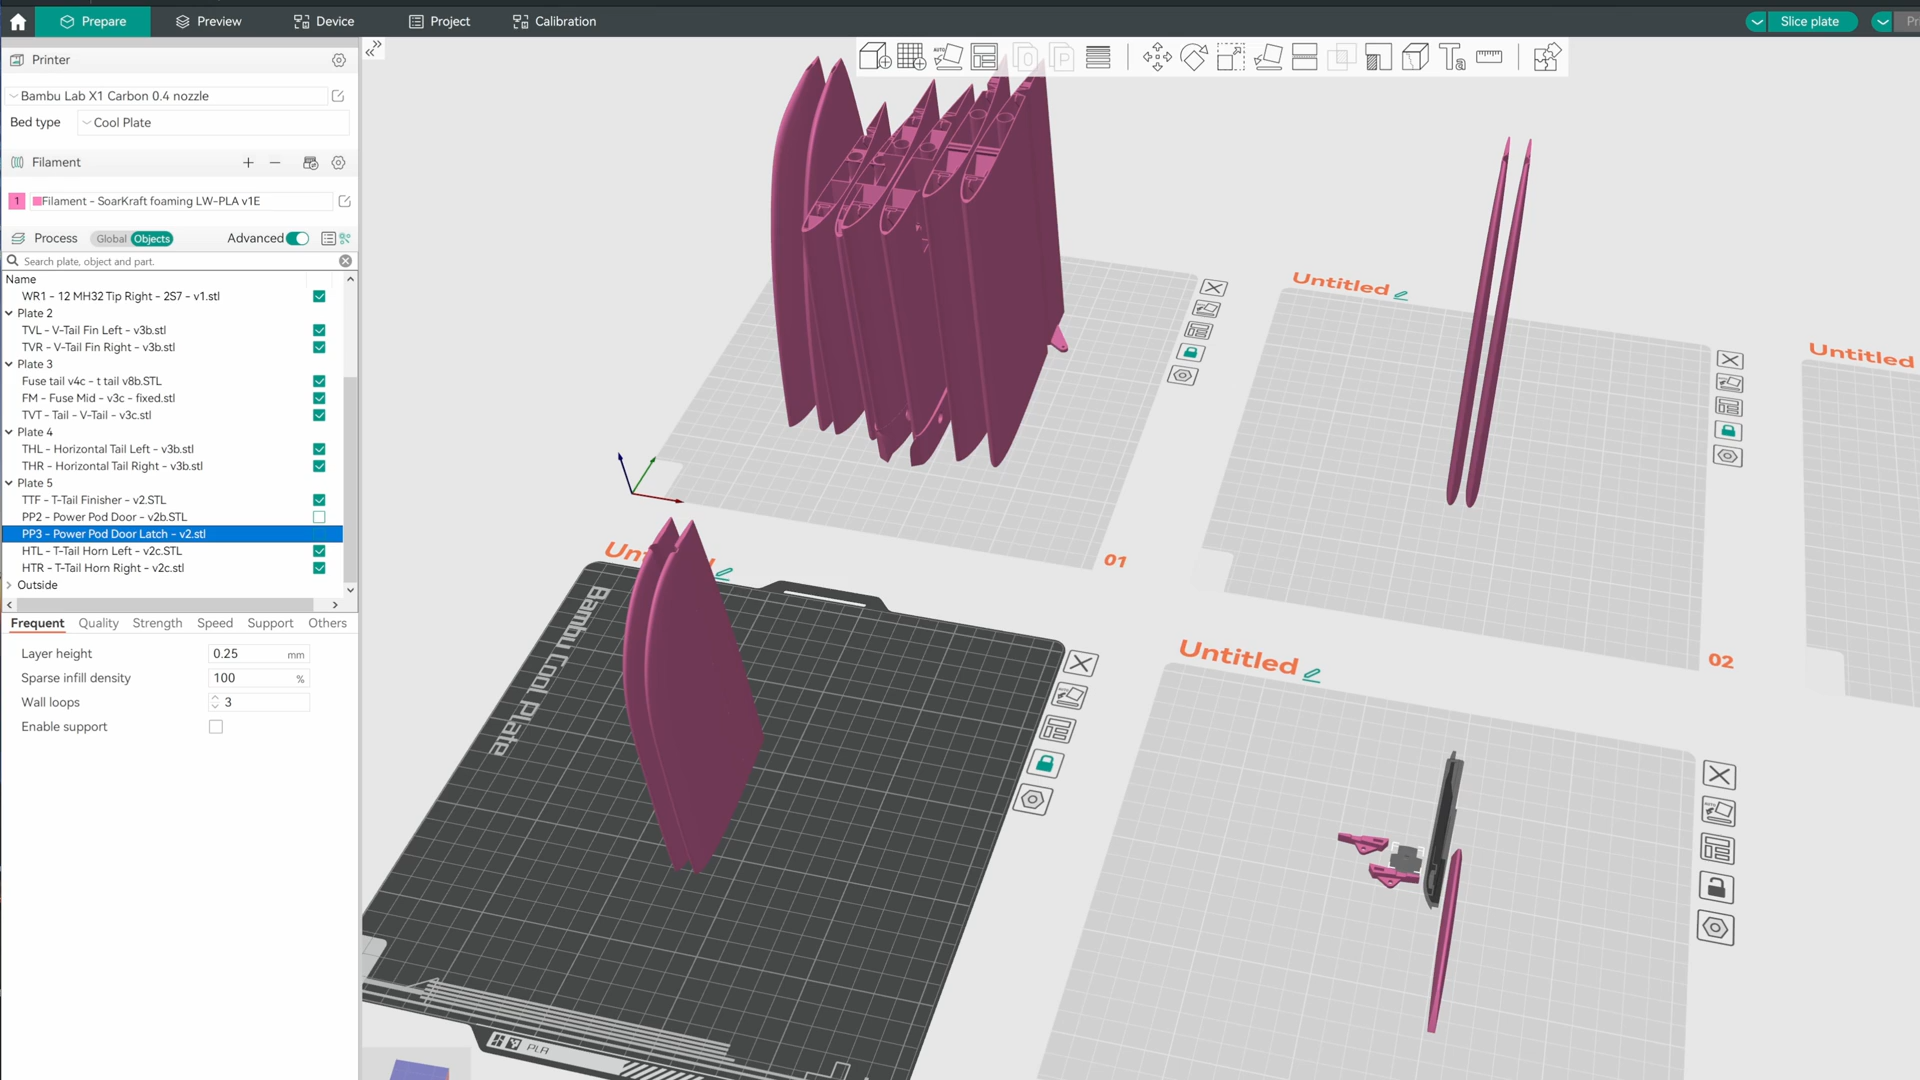 Prepare
Preview
Device
Project
Calibration
Slice plate
Printer
Bambu Lab X1 Carbon 0.4 nozzle
Bed type
Cool Plate
Filament
1
Filament - SoarKraft foaming LW-PLA v1E
Process
Global
Objects
Advanced
Search plate, object and part.
Name
WR1 - 12 MH32 Tip Right - 2S7 - v1.stl
Plate 2
TVL - V-Tail Fin Left - v3b.stl
TVR - V-Tail Fin Right - v3b.stl
Plate 3
Fuse tail v4c - t tail v8b.STL
FM - Fuse Mid - v3c - fixed.stl
TVT - Tail - V-Tail - v3c.stl
Plate 4
THL - Horizontal Tail Left - v3b.stl
THR - Horizontal Tail Right - v3b.stl
Plate 5
TTF - T-Tail Finisher - v2.STL
PP2 - Power Pod Door - v2b.STL
PP3 - Power Pod Door Latch - v2.stl
HTL - T-Tail Horn Left - v2c.STL
HTR - T-Tail Horn Right - v2c.stl
Outside
Frequent
Quality
Strength
Speed
Support
Others
Layer height
0.25
mm
Sparse infill density
100
%
Wall loops
3
Enable support
AUTO
Ta
Untitled
Untitled
01
02
Untitled
Bambu Cool Plate
PLA